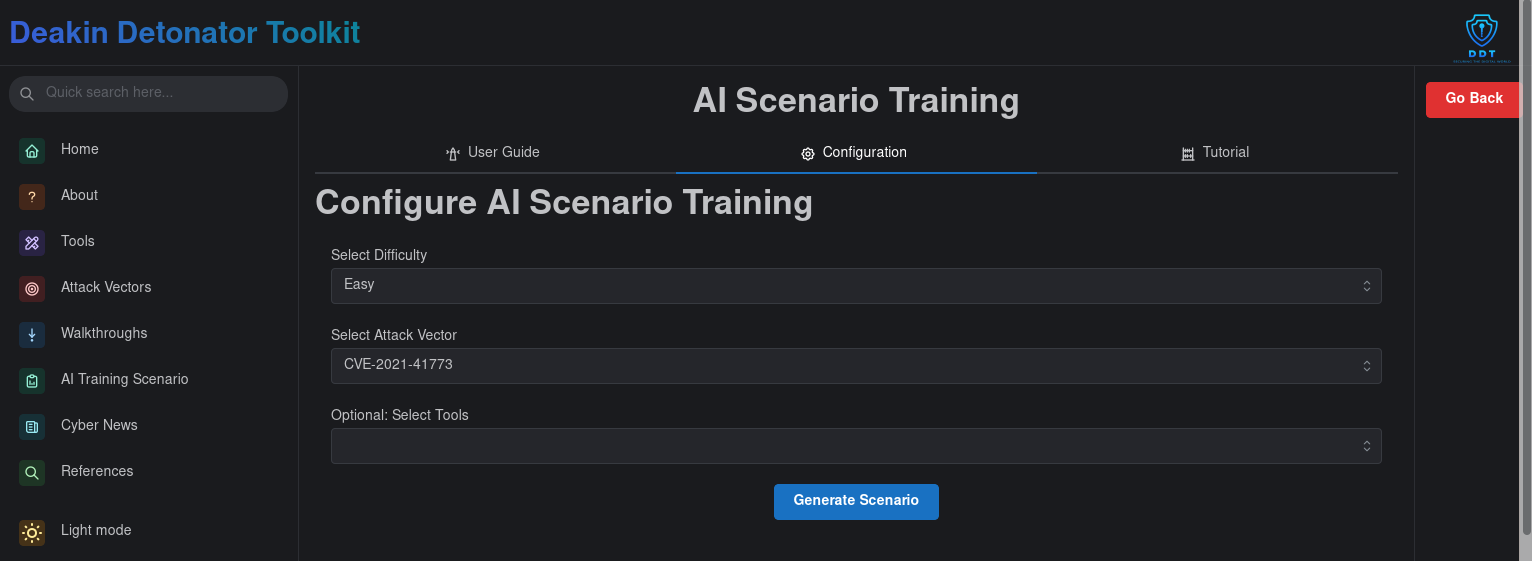 Deakin Detonator Toolkit
DDT
Quick search here...
Home
About
Tools
Attack Vectors
Walkthroughs
AI Training Scenario
Cyber News
References
Light mode
AI Scenario Training
Go Back
User Guide
Configuration
Tutorial
Configure AI Scenario Training
Select Difficulty
Easy
Select Attack Vector
CVE-2021-41773
Optional: Select Tools
Generate Scenario